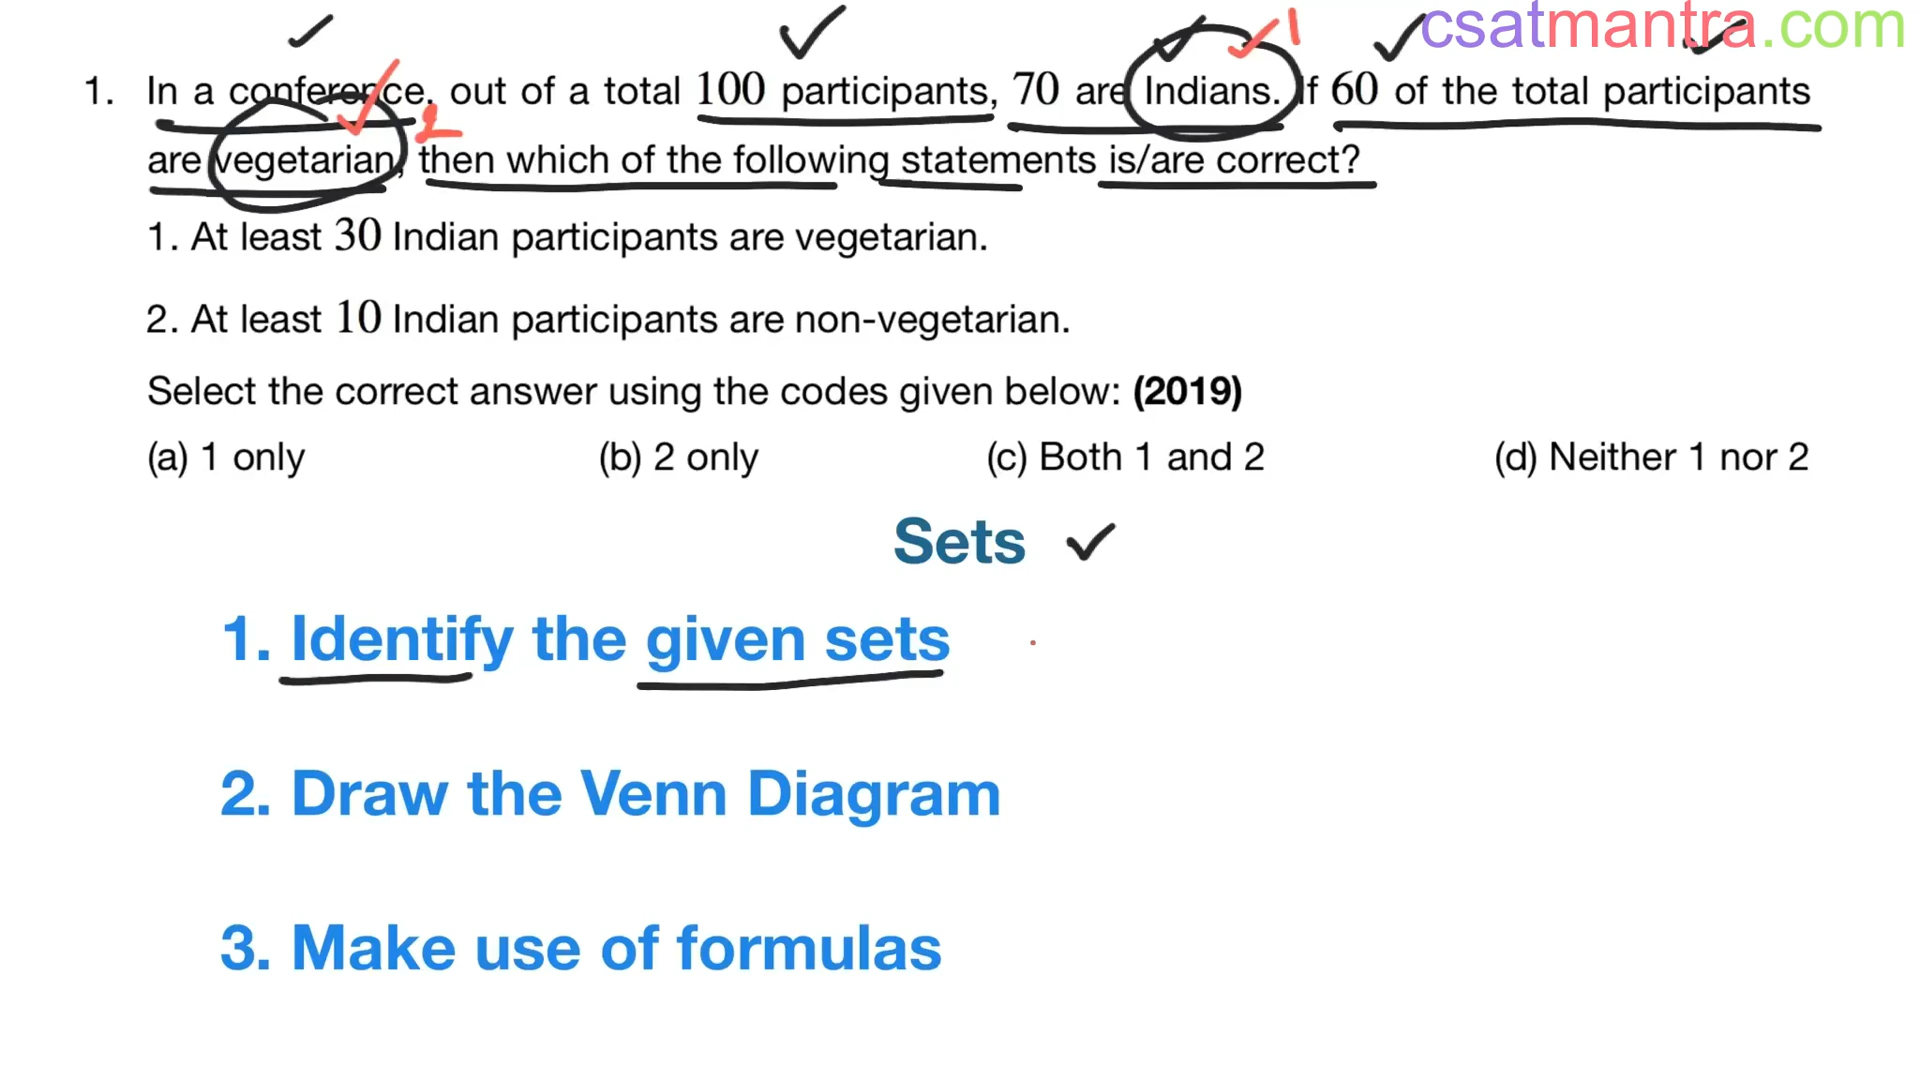 csatmantra.com
1
1. In a conference, out of a total 100 participants, 70 are Indians. If 60 of the total participants
2
are vegetarian, then which of the following statements is/are correct?
1. At least 30 Indian participants are vegetarian.
2. At least 10 Indian participants are non-vegetarian.
Select the correct answer using the codes given below: (2019)
(a) 1 only (b) 2 only (c) Both 1 and 2 (d) Neither 1 nor 2
Sets
1. Identify the given sets
2. Draw the Venn Diagram
3. Make use of formulas